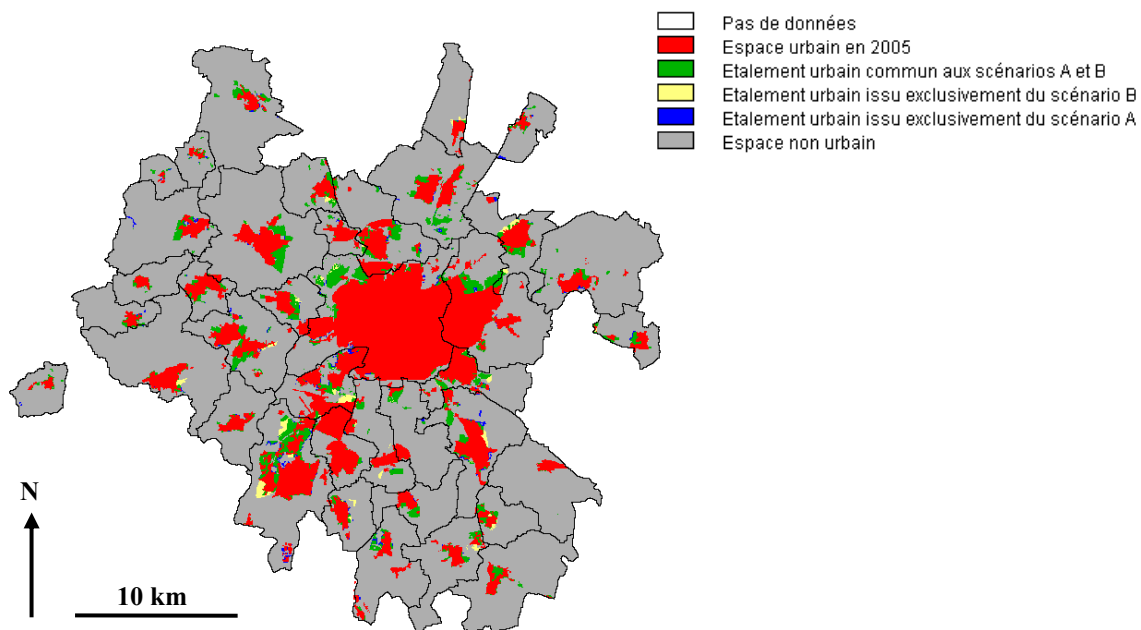 Pas de données
Espace urbain en 2005
Etalement urbain commun aux scénarios A et B
Etalement urbain issu exclusivement du scénario B
Etalement urbain issu exclusivement du scénario A
Espace non urbain
N
10 km